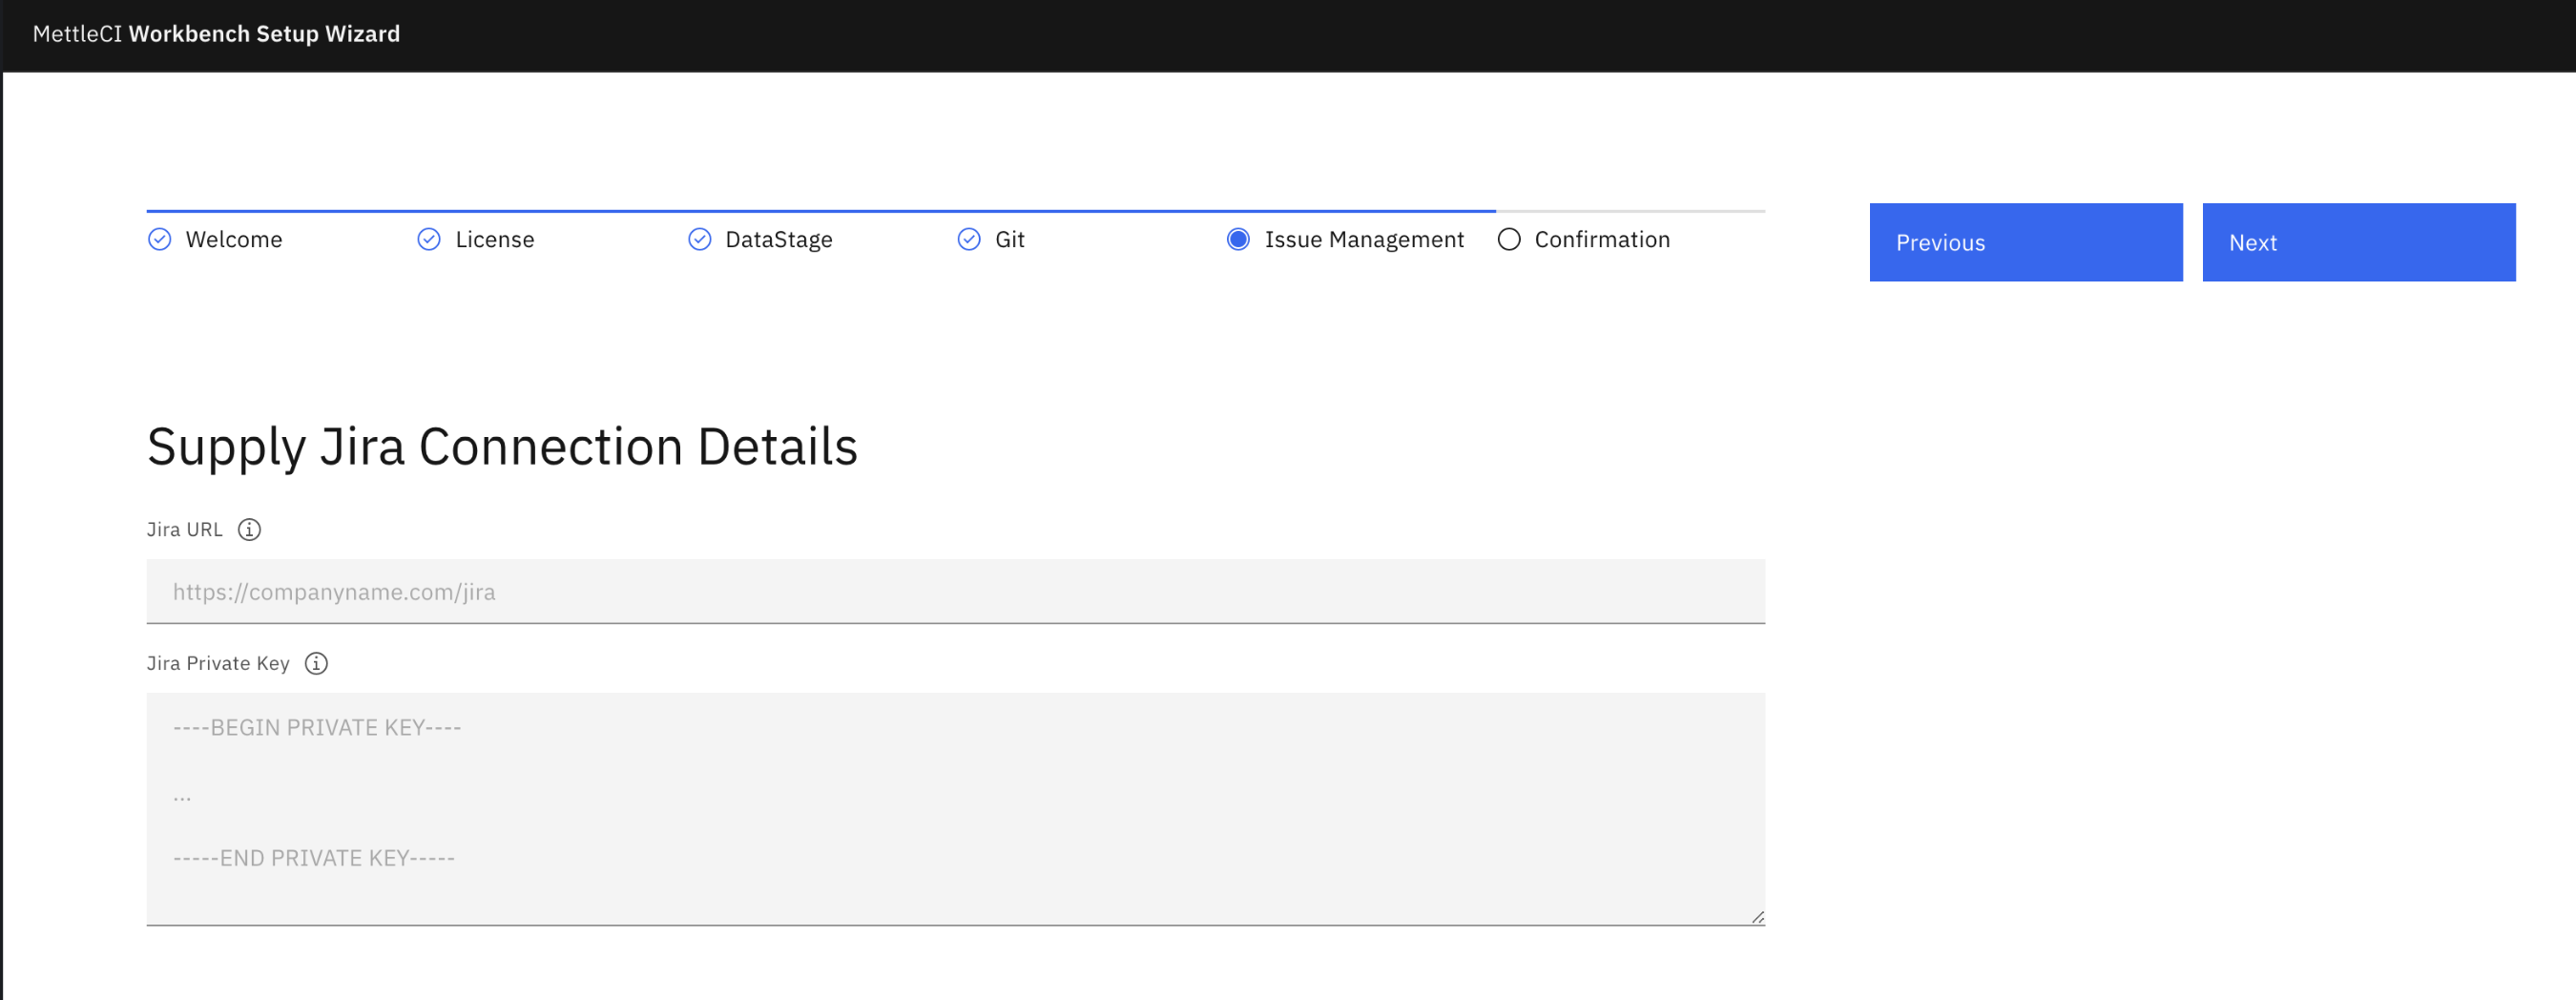 MettleCI Workbench Setup Wizard
Welcome License DataStage Git Issue Management Confirmation Previous Next
Supply Jira Connection Details
Jira URL
https://companyname.com/jira
Jira Private Key
----BEGIN PRIVATE KEY----
...
-----END PRIVATE KEY-----